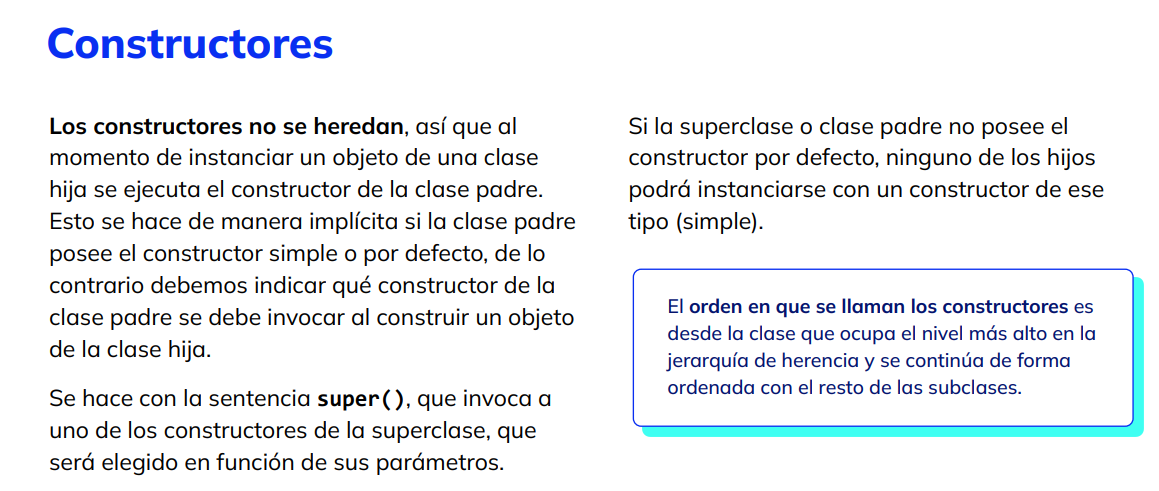 Constructores
Los constructores no se heredan, así que al
momento de instanciar un objeto de una clase
hija se ejecuta el constructor de la clase padre.
Esto se hace de manera implícita si la clase padre
posee el constructor simple o por defecto, de lo
contrario debemos indicar qué constructor de la
clase padre se debe invocar al construir un objeto
de la clase hija.
Se hace con la sentencia super(), que invoca a
uno de los constructores de la superclase, que
será elegido en función de sus parámetros.
Si la superclase o clase padre no posee el
constructor por defecto, ninguno de los hijos
podrá instanciarse con un constructor de ese
tipo (simple).
El orden en que se llaman los constructores es
desde la clase que ocupa el nivel más alto en la
jerarquía de herencia y se continúa de forma
ordenada con el resto de las subclases.